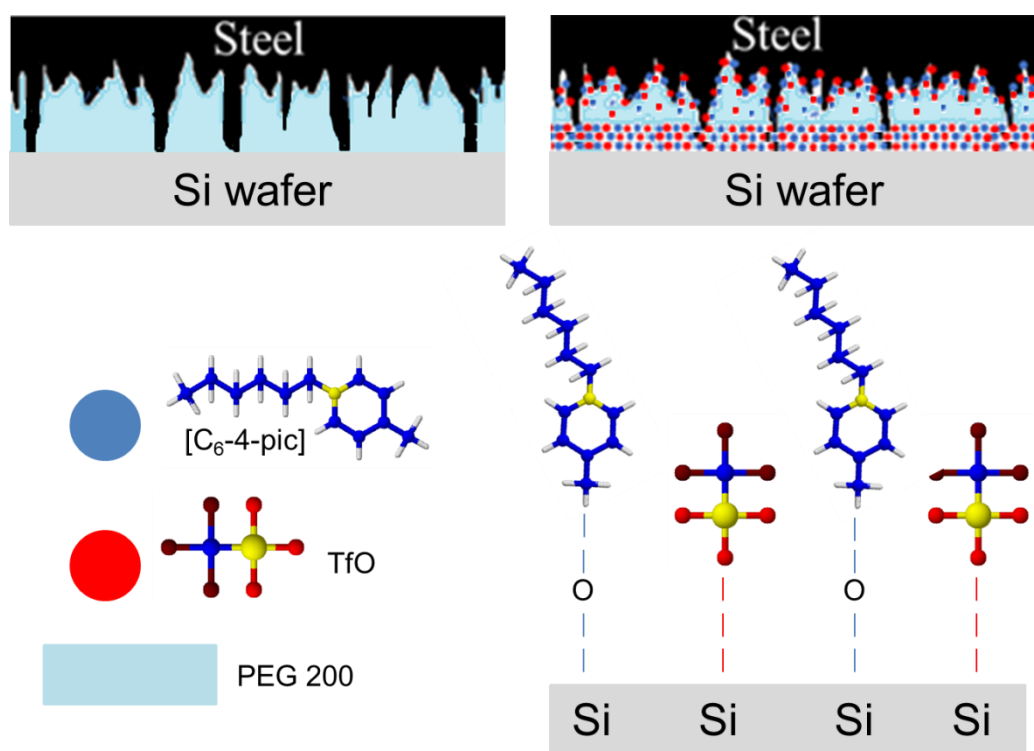 Steel
Steel
Si wafer
Si wafer
[C₆-4-pic]
TfO
PEG 200
O
O
Si
Si
Si
Si